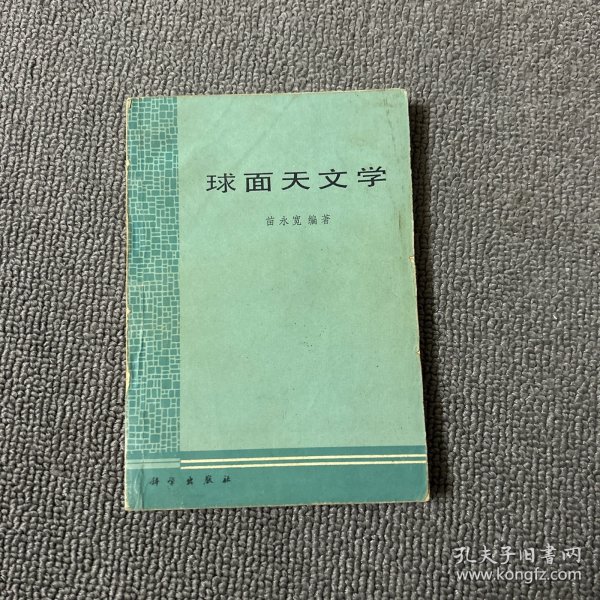 球面天文学
苗永宽 编著
科学出版社
孔夫子旧書网
www.kongfz.com